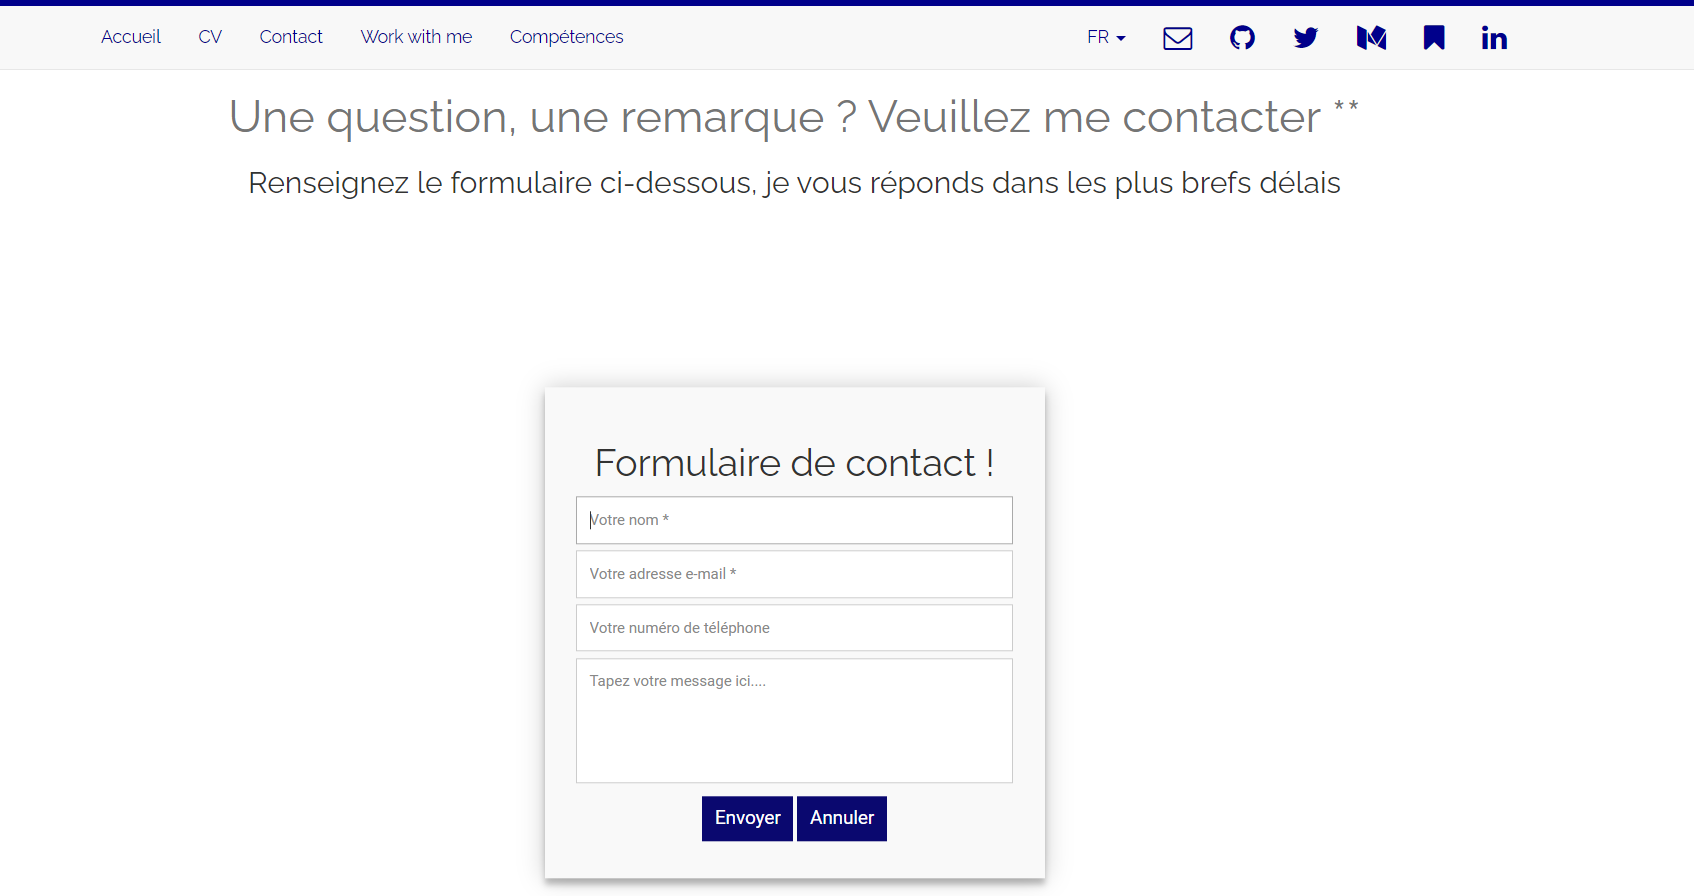 Accueil CV Contact Work with me Compétences FR
Une question, une remarque ? Veuillez me contacter **
Renseignez le formulaire ci-dessous, je vous réponds dans les plus brefs délais
Formulaire de contact !
Votre nom *
Votre adresse e-mail *
Votre numéro de téléphone
Tapez votre message ici....
Envoyer Annuler